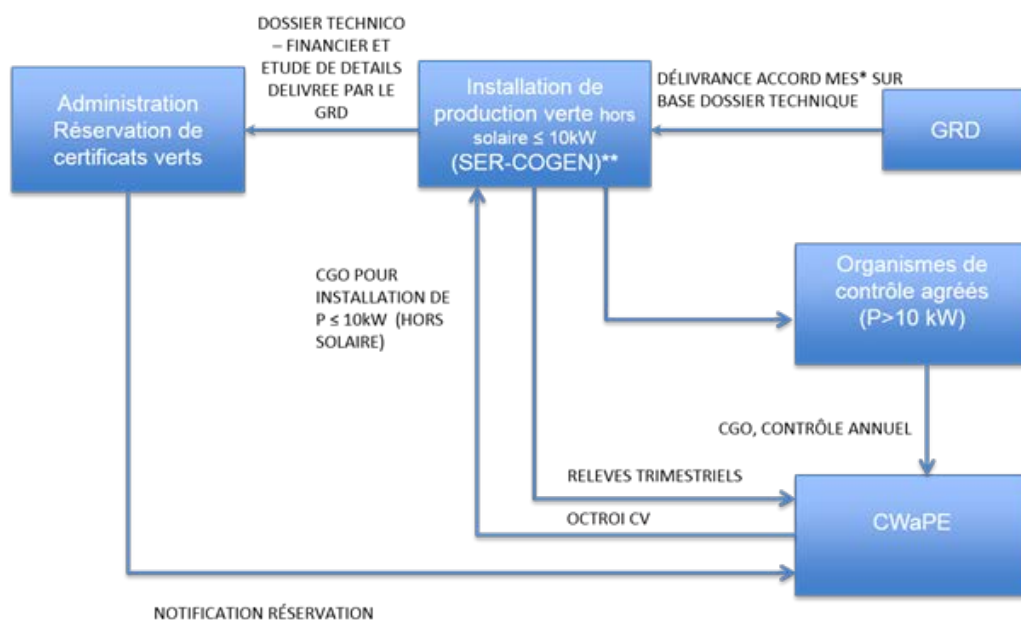 DOSSIER TECHNICO
– FINANCIER ET
ETUDE DE DETAILS
DELIVREE PAR LE
GRD
Administration
Réservation de
certificats verts
Installation de
production verte hors
solaire ≤ 10kW
(SER-COGEN)**
DÉLIVRANCE ACCORD MES* SUR
BASE DOSSIER TECHNIQUE
GRD
CGO POUR
INSTALLATION DE
P ≤ 10kW (HORS
SOLAIRE)
Organismes de
contrôle agréés
(P>10 kW)
CGO, CONTRÔLE ANNUEL
RELEVES TRIMESTRIELS
OCTROI CV
CWaPE
NOTIFICATION RÉSERVATION